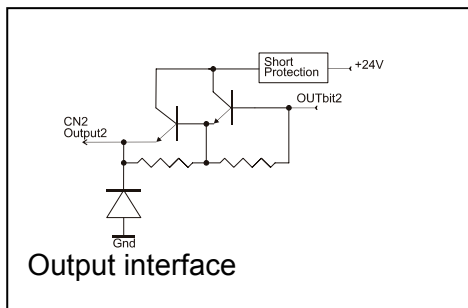 Short
Protection
+24V
OUTbit2
CN2
Output2
Gnd
Output interface